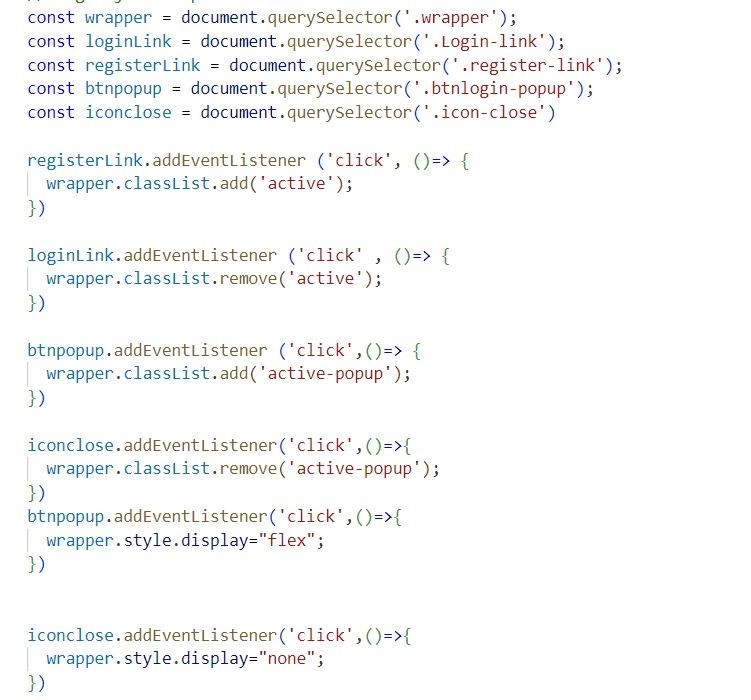 const wrapper = document.querySelector('.wrapper');
const loginLink = document.querySelector('.Login-link');
const registerLink = document.querySelector('.register-link');
const btnpopup = document.querySelector('.btnlogin-popup');
const iconclose = document.querySelector('.icon-close')
registerLink.addEventListener ('click', ()=> {
wrapper.classList.add('active');
})
loginLink.addEventListener ('click' , ()=> {
wrapper.classList.remove('active');
})
btnpopup.addEventListener ('click',()=> {
wrapper.classList.add('active-popup');
})
iconclose.addEventListener('click',()=>{
wrapper.classList.remove('active-popup');
})
btnpopup.addEventListener('click',()=>{
wrapper.style.display="flex";
})
iconclose.addEventListener('click',()=>{
wrapper.style.display="none";
})